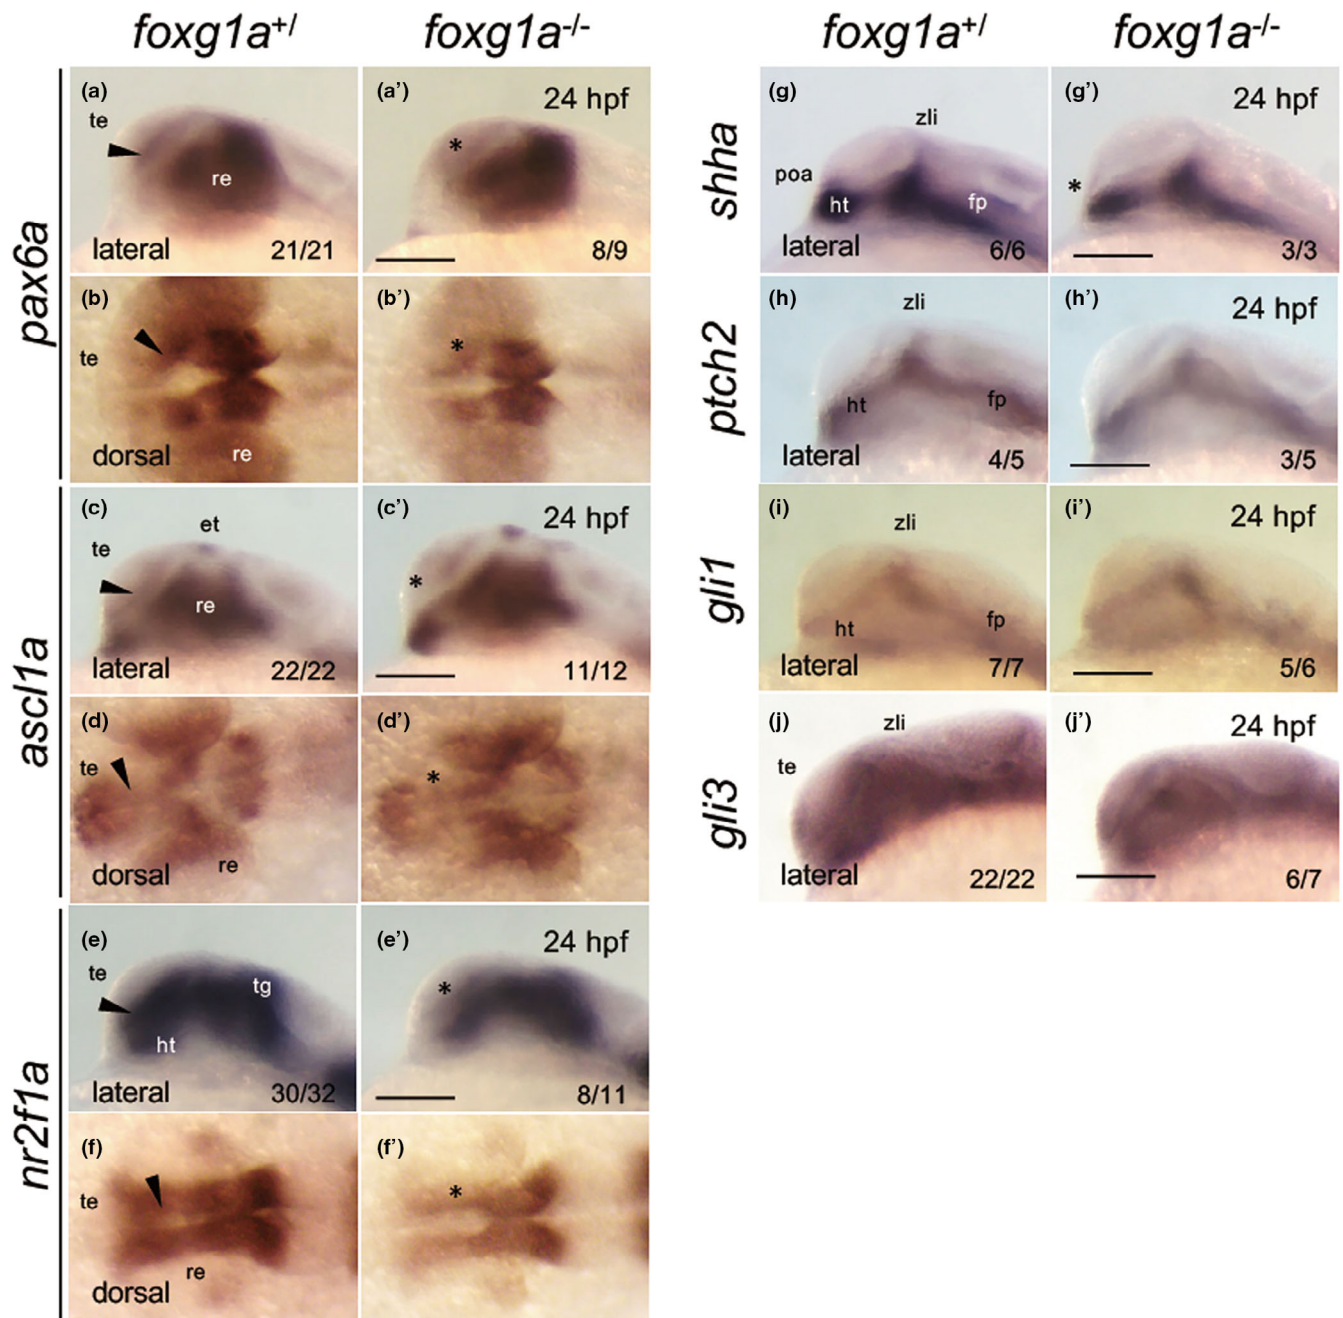 foxg1a+/ foxg1a-/- foxg1a+/ foxg1a-/-
pax6a
(a) te re lateral 21/21
(a') * 24 hpf 8/9
(b) te re dorsal
(b') *
ascl1a
(c) et te re lateral 22/22
(c') * 24 hpf 11/12
(d) te re dorsal
(d') *
nr2f1a
(e) te tg ht lateral 30/32
(e') * 24 hpf 8/11
(f) te re dorsal
(f') *
shha
(g) zli poa ht fp lateral 6/6
(g') * 24 hpf 3/3
ptch2
(h) zli ht fp lateral 4/5
(h') 24 hpf 3/5
gli1
(i) zli ht fp lateral 7/7
(i') 24 hpf 5/6
gli3
(j) zli te lateral 22/22
(j') 24 hpf 6/7